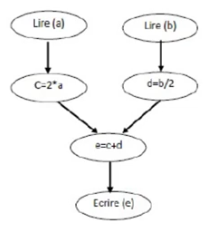 Lire (a)
Lire (b)
C=2*a
d=b/2
e=c+d
Ecrire (e)